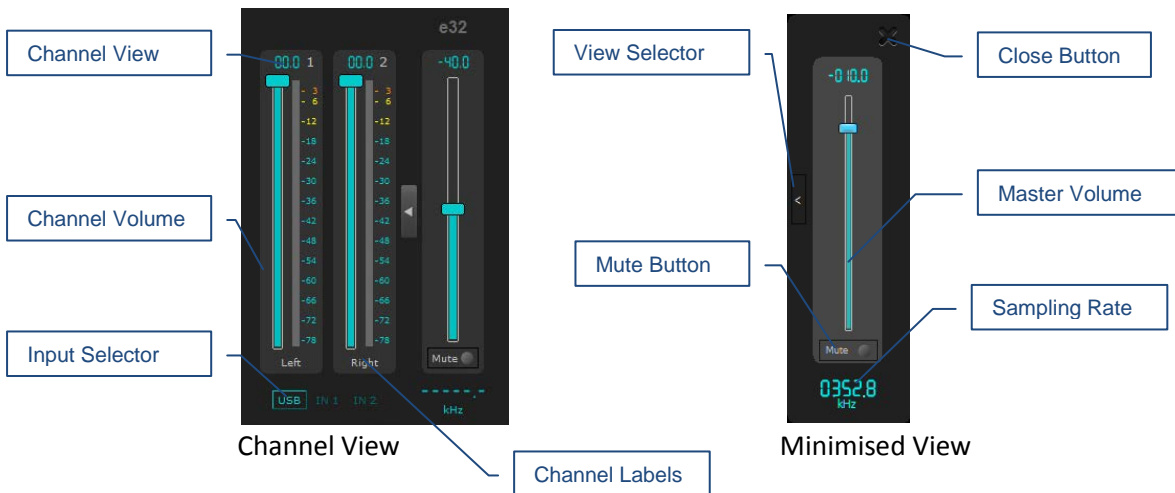 Channel View
Channel Volume
Input Selector
e32
00.0 1
00.0 2
-40.0
- 3
- 6
-12
-18
-24
-30
-36
-42
-48
-54
-60
-66
-72
-78
- 3
- 6
-12
-18
-24
-30
-36
-42
-48
-54
-60
-66
-72
-78
Left
Right
Mute
USB IN 1 IN 2
kHz
Channel View
Channel Labels
View Selector
Mute Button
-010.0
<
Mute
0352.8
kHz
Minimised View
Close Button
Master Volume
Sampling Rate